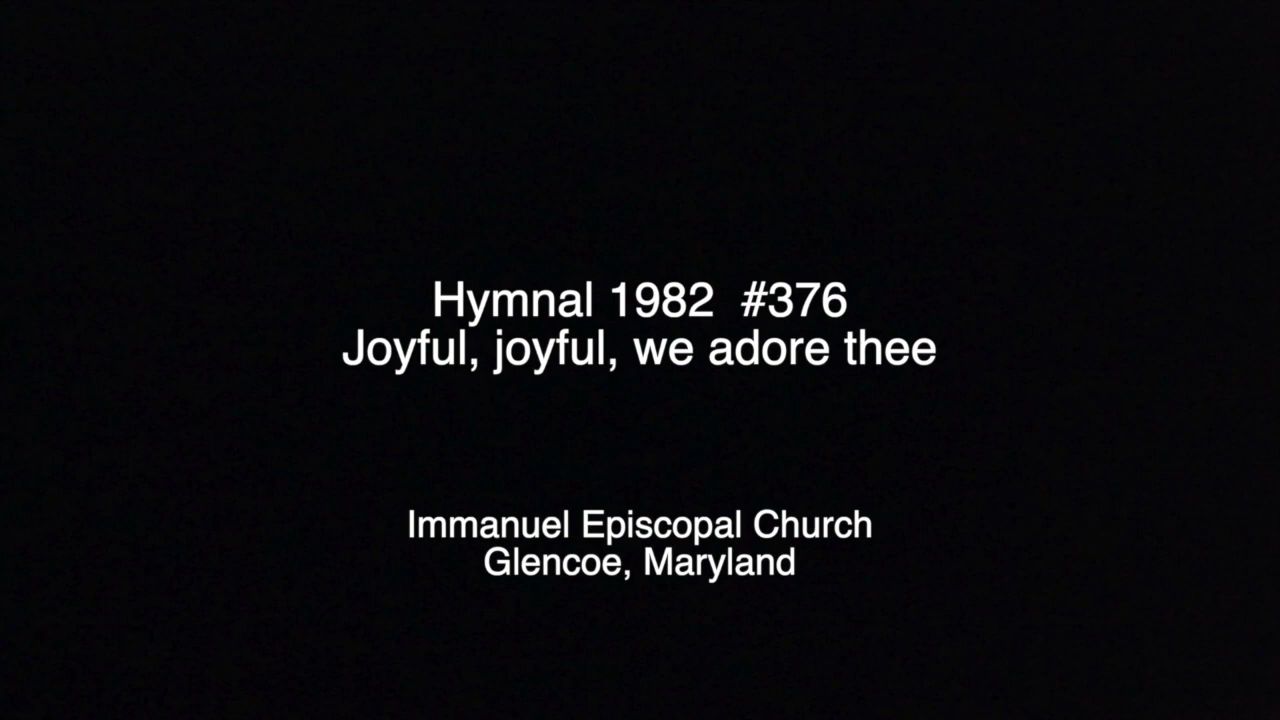 Hymnal 1982  #376
Joyful, joyful, we adore thee
Immanuel Episcopal Church
Glencoe, Maryland